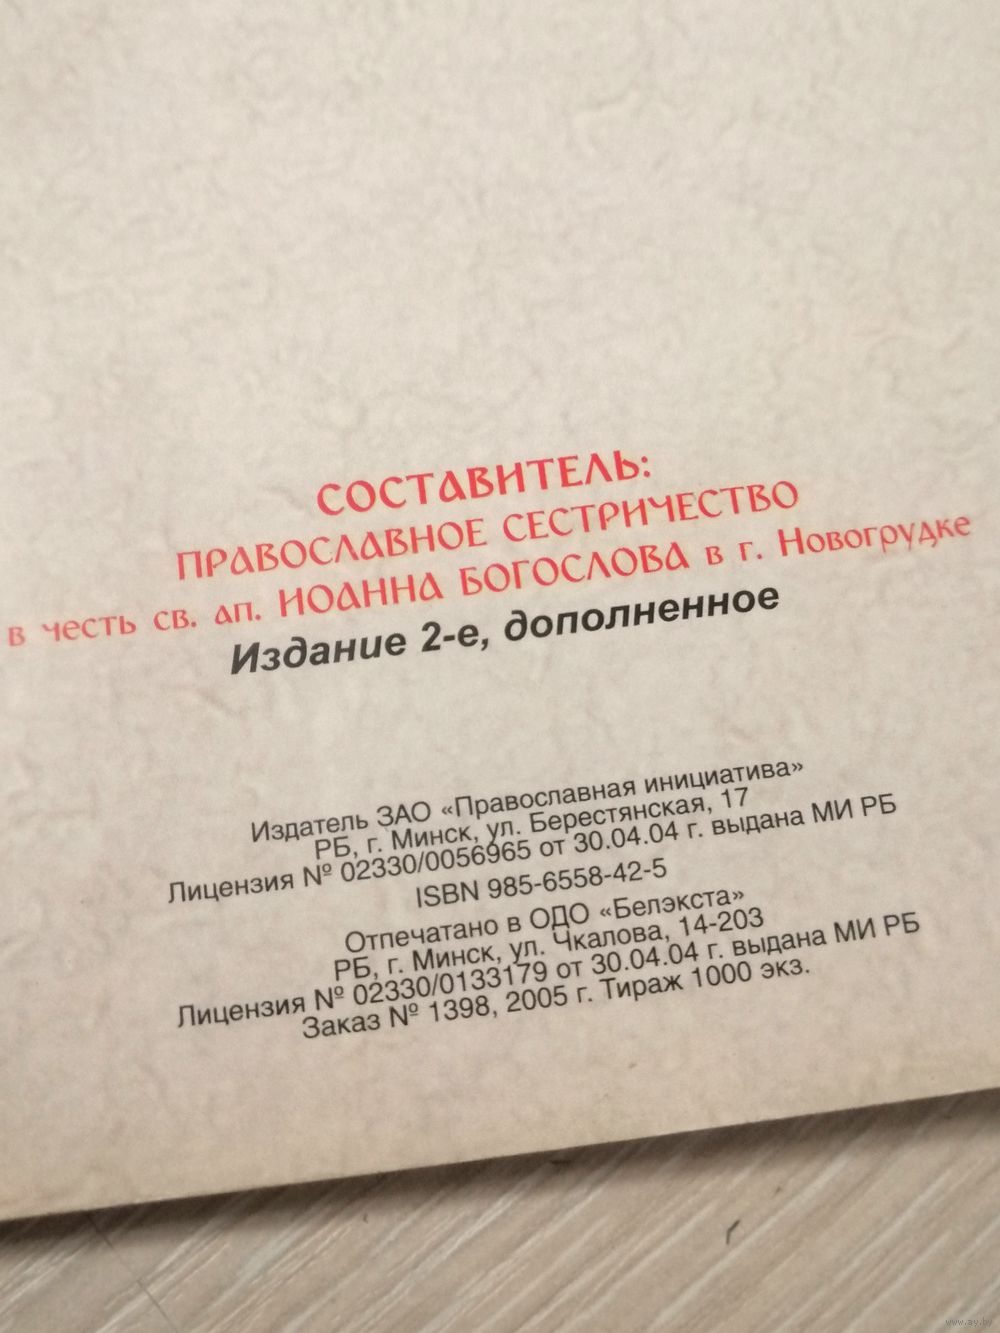 СОСТАВИТЕЛЬ:
ПРАВОСЛАВНОЕ СЕСТРИЧЕСТВО
в честь св. ап. ИОАННА БОГОСЛОВА в г. Новогрудке
Издание 2-е, дополненное
Издатель ЗАО «Православная инициатива»
РБ, г. Минск, ул. Берестянская, 17
Лицензия № 02330/0056965 от 30.04.04 г. выдана МИ РБ
ISBN 985-6558-42-5
Отпечатано в ОДО «Белэкста»
РБ, г. Минск, ул. Чкалова, 14-203
Лицензия № 02330/0133179 от 30.04.04 г. выдана МИ РБ
Заказ № 1398, 2005 г. Тираж 1000 экз.
www.ay.by